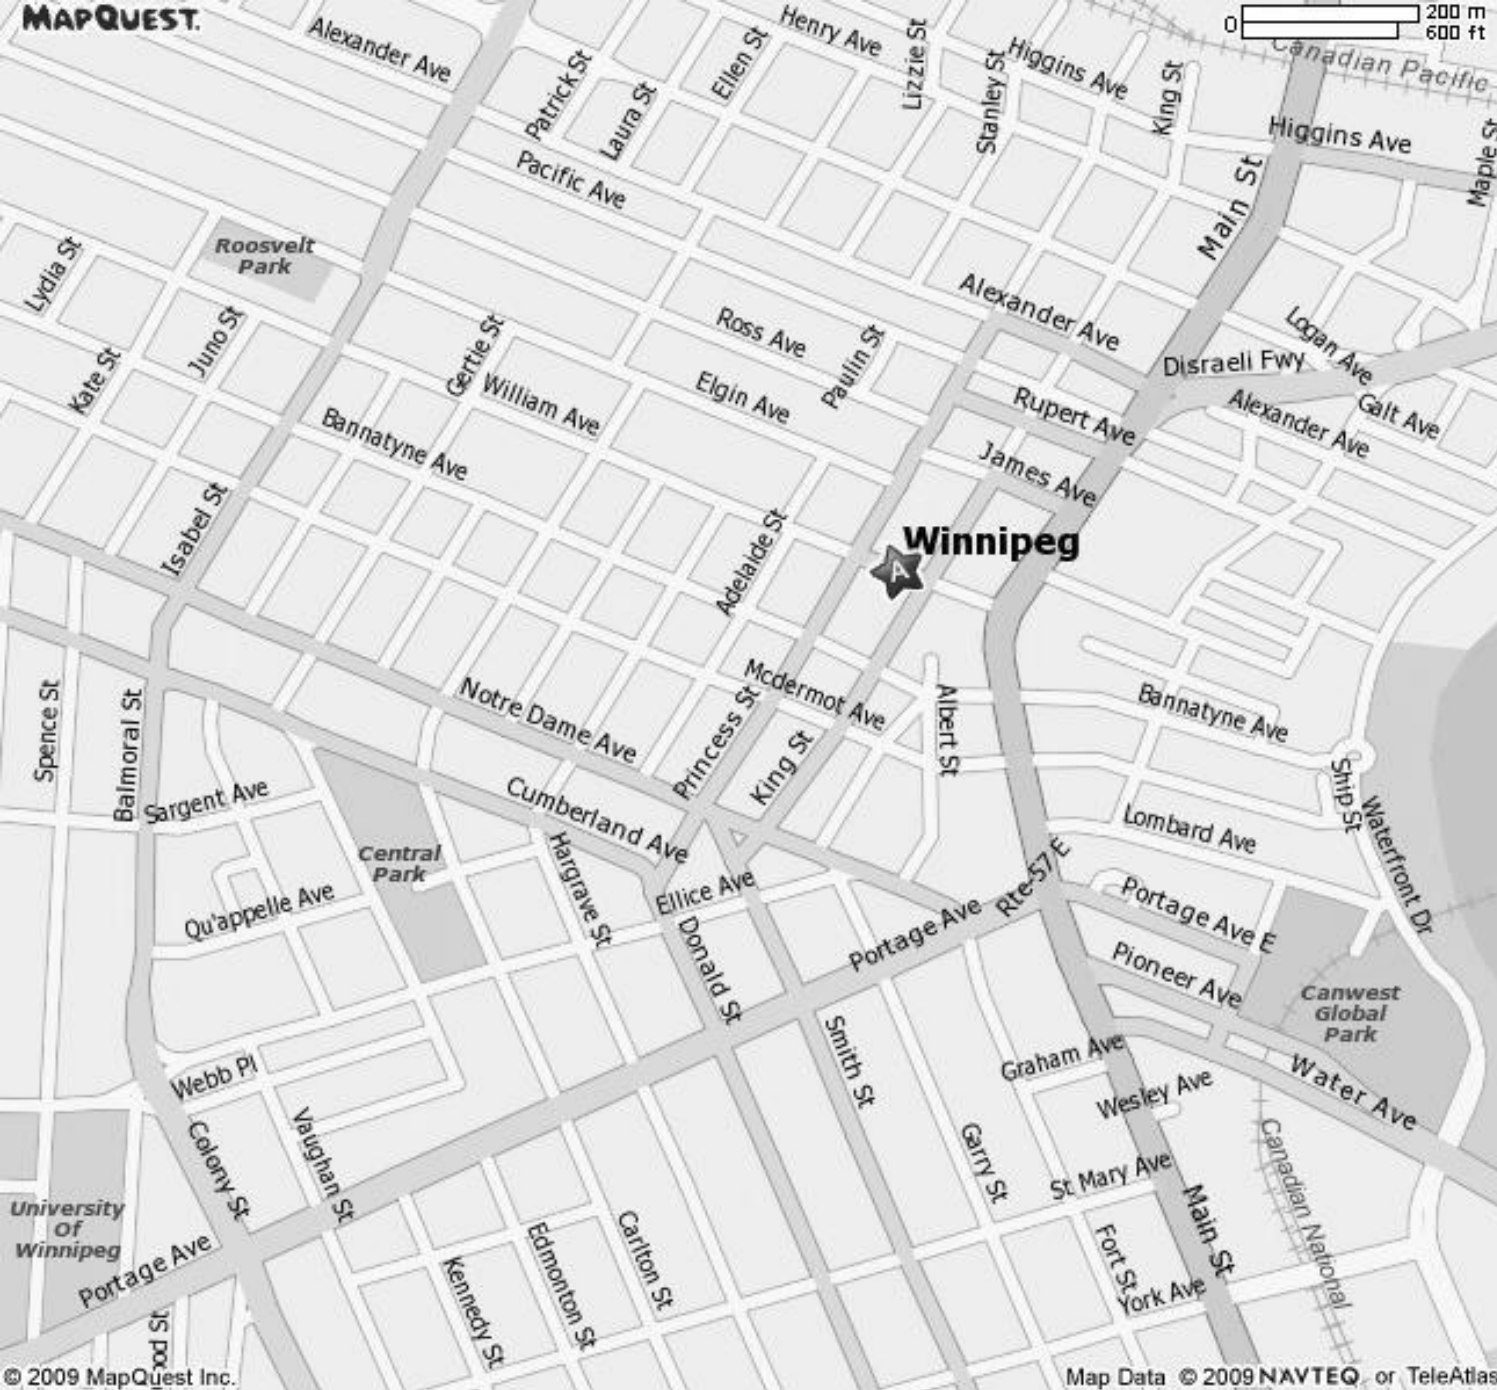 MAPQUEST.
0
200 m
600 ft
Alexander Ave
Patrick St
Laura St
Ellen St
Henry Ave
Lizzie St
Stanley St
Higgins Ave
King St
Canadian Pacific
Higgins Ave
Maple St
Main St
Pacific Ave
Roosvelt
Park
Lydia St
Kate St
Juno St
Gertie St
Ross Ave
Paulin St
Alexander Ave
Logan Ave
Disraeli Fwy
Galt Ave
Alexander Ave
Elgin Ave
William Ave
Bannatyne Ave
Rupert Ave
James Ave
Isabel St
Adelaide St
Winnipeg
A
Spence St
Balmoral St
Notre Dame Ave
Mcdermot Ave
Princess St
King St
Albert St
Bannatyne Ave
Ship St
Waterfront Dr
Lombard Ave
Sargent Ave
Cumberland Ave
Central
Park
Hargrave St
Ellice Ave
Rte-57 E
Portage Ave E
Qu'appelle Ave
Donald St
Portage Ave
Pioneer Ave
Canwest
Global
Park
Smith St
Graham Ave
Wesley Ave
Water Ave
Webb Pl
Colony St
Vaughan St
Garry St
St Mary Ave
Canadian National
University
Of
Winnipeg
Portage Ave
Kennedy St
Edmonton St
Carlton St
Fort St
Main St
York Ave
© 2009 MapQuest Inc.
Map Data © 2009 NAVTEQ or TeleAtlas